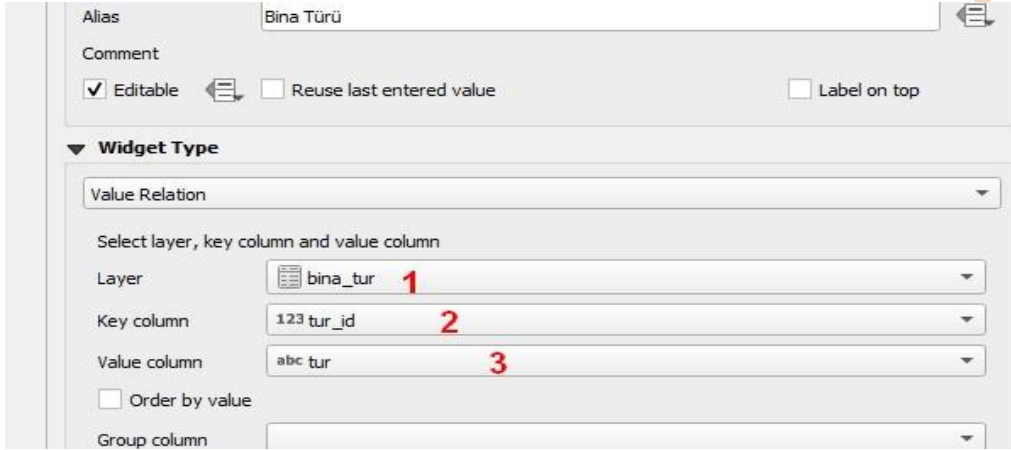 Alias Bina Türü
Comment
Editable Reuse last entered value Label on top
Widget Type
Value Relation
Select layer, key column and value column
Layer bina_tur 1
Key column 123 tur_id 2
Value column abc tur 3
Order by value
Group column